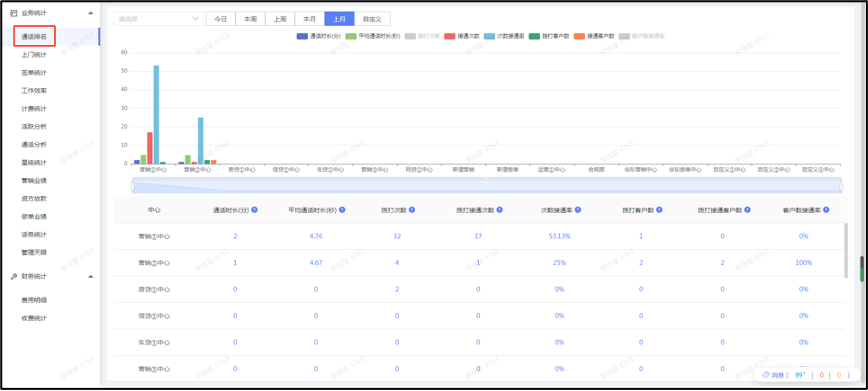 业务统计
通话排名
上门统计
签单统计
工作效率
计费统计
活跃分析
通话分析
星级统计
营销业绩
资方放款
做单业绩
话务统计
管理天眼
财务统计
费用明细
收费统计
请选择
今日 本周 上周 本月 上月 自定义
通话时长(分) 平均通话时长(秒) 拨打次数 接通次数 次数接通率 拨打客户数 接通客户数 客户数接通率
60
50
40
30
20
10
0
营销①中心 营销②中心 房贷①中心 信贷①中心 车贷①中心 营销③中心 网贷①中心 新增营销 新增做单 运营①中心. 合规部 华东营销中心 华东做单中心 自定义①中心 自定义②中心 自定义④中心
中心 通话时长(分) 平均通话时长(秒) 拨打次数 拨打接通次数 次数接通率 拨打客户数 拨打接通客户数 客户数接通率
营销①中心 2 4.76 32 17 53.13% 1 0 0%
营销②中心 1 4.67 4 1 25% 2 2 100%
房贷①中心 0 0 2 0 0% 0 0 0%
信贷①中心 0 0 0 0 0% 0 0 0%
车贷①中心 0 0 0 0 0% 0 0 0%
营销③中心 0 0 0 0 0% 0 0 0%
消息 ( 99+ | 0 | 0 )